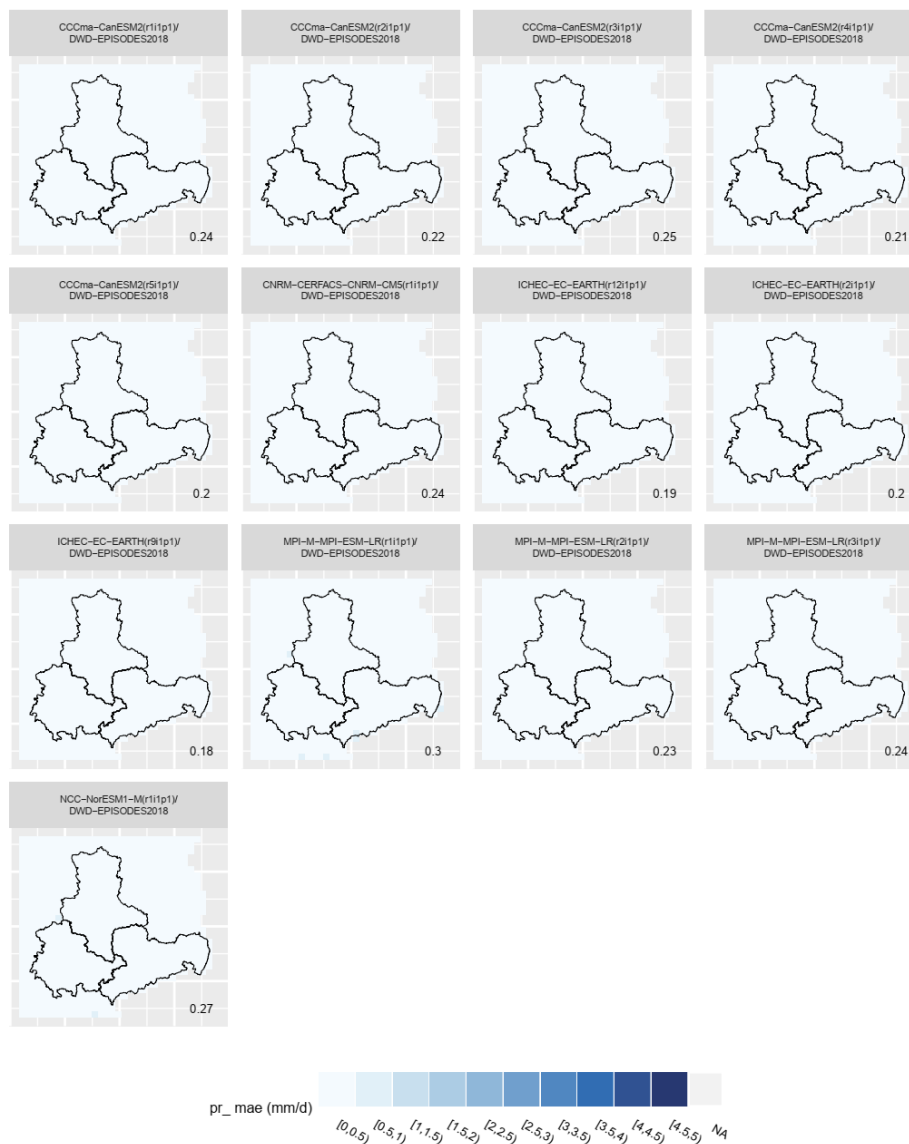 CCCma-CanESM2(r1i1p1)/
DWD-EPISODES2018
CCCma-CanESM2(r2i1p1)/
DWD-EPISODES2018
CCCma-CanESM2(r3i1p1)/
DWD-EPISODES2018
CCCma-CanESM2(r4i1p1)/
DWD-EPISODES2018
0.24
0.22
0.25
0.21
CCCma-CanESM2(r5i1p1)/
DWD-EPISODES2018
CNRM-CERFACS-CNRM-CM5(r1i1p1)/
DWD-EPISODES2018
ICHEC-EC-EARTH(r12i1p1)/
DWD-EPISODES2018
ICHEC-EC-EARTH(r2i1p1)/
DWD-EPISODES2018
0.2
0.24
0.19
0.2
ICHEC-EC-EARTH(r9i1p1)/
DWD-EPISODES2018
MPI-M-MPI-ESM-LR(r1i1p1)/
DWD-EPISODES2018
MPI-M-MPI-ESM-LR(r2i1p1)/
DWD-EPISODES2018
MPI-M-MPI-ESM-LR(r3i1p1)/
DWD-EPISODES2018
0.18
0.3
0.23
0.24
NCC-NorESM1-M(r1i1p1)/
DWD-EPISODES2018
0.27
pr_ mae (mm/d)
[0,0.5)
[0.5,1)
[1,1.5)
[1.5,2)
[2,2.5)
[2.5,3)
[3,3.5)
[3.5,4)
[4,4.5)
[4.5,5)
NA